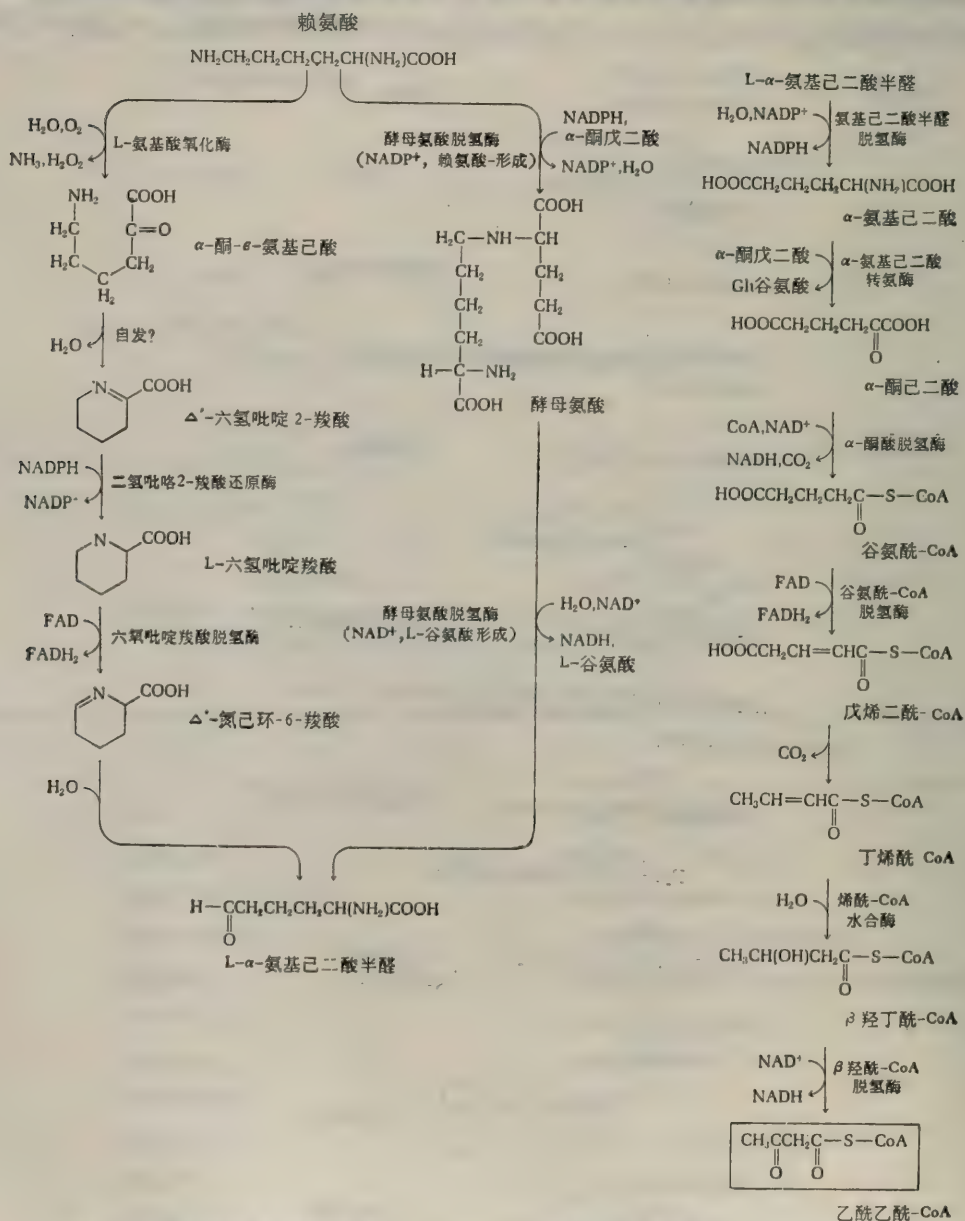 赖氨酸
NH₂CH₂CH₂CH₂CH₂CH(NH₂)COOH
H₂O,O₂
L-氨基酸氧化酶
NH₃,H₂O₂
NH₂ COOH
H₂C C=O
H₂C CH₂
C
H₂
α-酮-ε-氨基己酸
H₂O
自发?
N COOH
六氢吡啶 2-羧酸
NADPH
二氢吡咯2-羧酸还原酶
NADP⁺
N COOH
L-六氢吡啶羧酸
FAD
六氧吡啶羧酸脱氢酶
FADH₂
N COOH
氮己环-6-羧酸
H₂O
酵母氨酸脱氢酶
(NADP⁺, 赖氨酸-形成)
NADPH,
α-酮戊二酸
NADP⁺,H₂O
COOH
H₂C—NH—CH
CH₂ CH₂
CH₂ CH₂
CH₂ COOH
H—C—NH₂
COOH
酵母氨酸
酵母氨酸脱氢酶
(NAD⁺,L-谷氨酸形成)
H₂O,NAD⁺
NADH,
L-谷氨酸
H—CCH₂CH₂CH₂CH(NH₂)COOH
O
L-α-氨基己二酸半醛
L-α-氨基己二酸半醛
H₂O,NADP⁺
氨基己二酸半醛
脱氢酶
NADPH
HOOCCH₂CH₂CH₂CH(NH₂)COOH
α-氨基己二酸
α-酮戊二酸
α-氨基己二酸
转氨酶
谷氨酸
HOOCCH₂CH₂CH₂CCOOH
O
α-酮己二酸
CoA,NAD⁺
α-酮酸脱氢酶
NADH,CO₂
HOOCCH₂CH₂CH₂C—S—CoA
O
谷氨酰-CoA
FAD
谷氨酰-CoA
脱氢酶
FADH₂
HOOCCH₂CH=CHC—S—CoA
O
戊烯二酰-CoA
CO₂
CH₃CH=CHC—S—CoA
O
丁烯酰 CoA
H₂O
烯酰-CoA
水合酶
CH₃CH(OH)CH₂C—S—CoA
O
β 羟丁酰-CoA
NAD⁺
β 羟酰-CoA
脱氢酶
NADH
CH₃CCH₂C—S—CoA
O O
乙酰乙酰-CoA